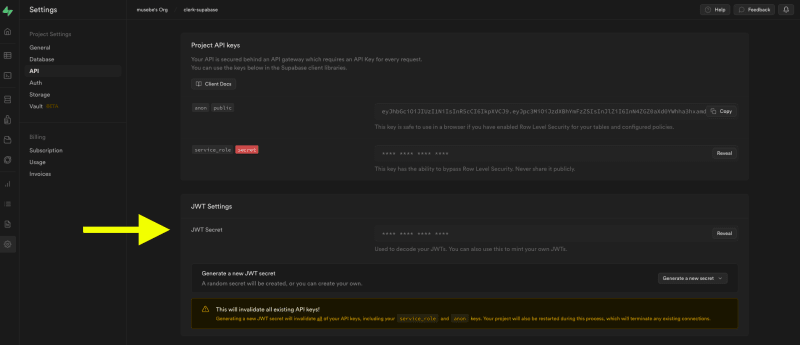 Settings
musebe's Org
clerk-supabase
Help
Feedback
Project Settings
General
Database
API
Auth
Storage
Vault BETA
Billing
Subscription
Usage
Invoices
Project API keys
Your API is secured behind an API gateway which requires an API Key for every request.
You can use the keys below in the Supabase client libraries.
Client Docs
anon public
Copy
This key is safe to use in a browser if you have enabled Row Level Security for your tables and configured policies.
service_role secret
**** **** **** ****
Reveal
This key has the ability to bypass Row Level Security. Never share it publicly.
JWT Settings
JWT Secret
**** **** **** ****
Reveal
Used to decode your JWTs. You can also use this to mint your own JWTs.
Generate a new JWT secret
A random secret will be created, or you can create your own.
Generate a new secret
This will invalidate all existing API keys!
Generating a new JWT secret will invalidate all of your API keys, including your service_role and anon keys. Your project will also be restarted during this process, which will terminate any existing connections.